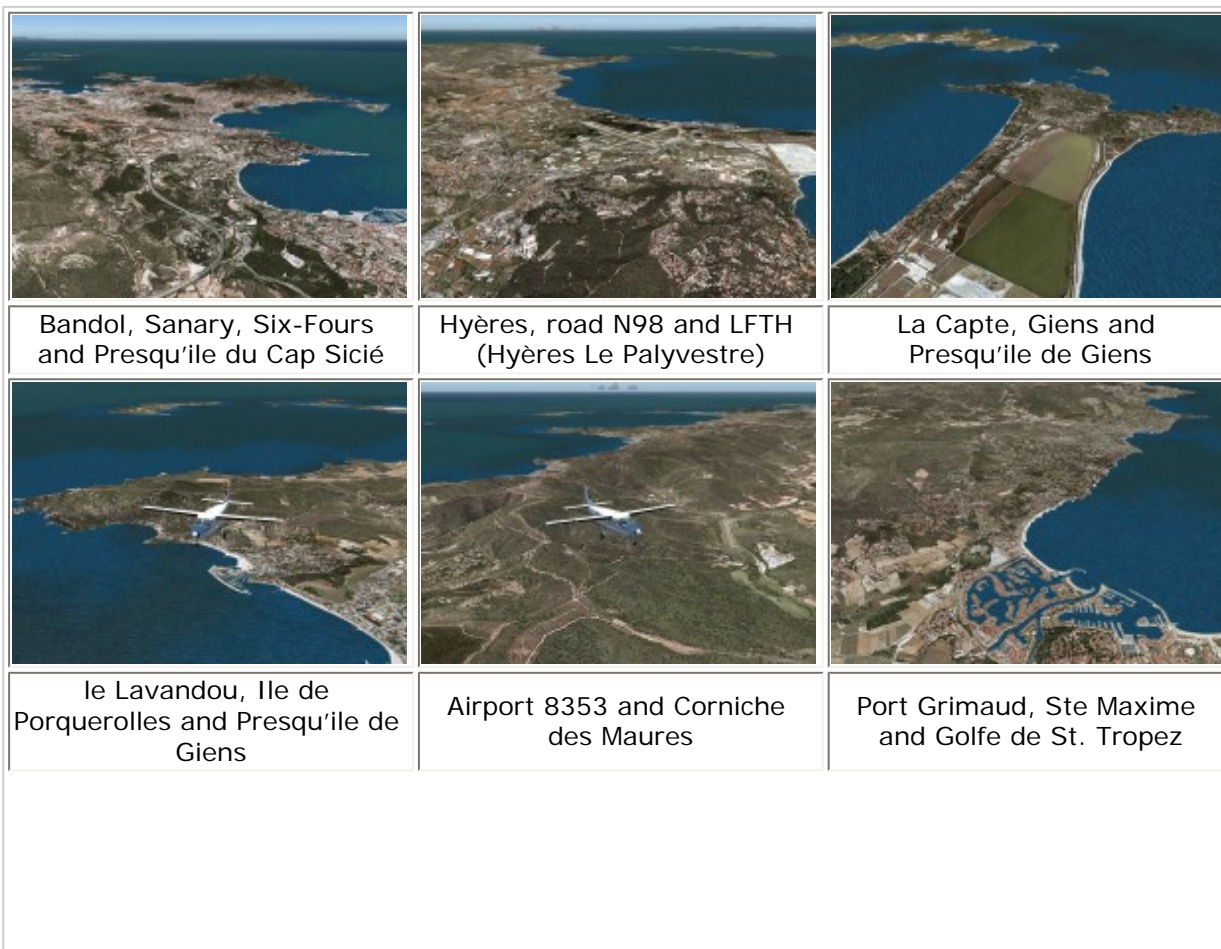 Bandol, Sanary, Six-Fours
and Presqu'ile du Cap Sicié
Hyères, road N98 and LFTH
(Hyères Le Palyvestre)
La Capte, Giens and
Presqu'ile de Giens
le Lavandou, Ile de
Porquerolles and Presqu'ile de
Giens
Airport 8353 and Corniche
des Maures
Port Grimaud, Ste Maxime
and Golfe de St. Tropez